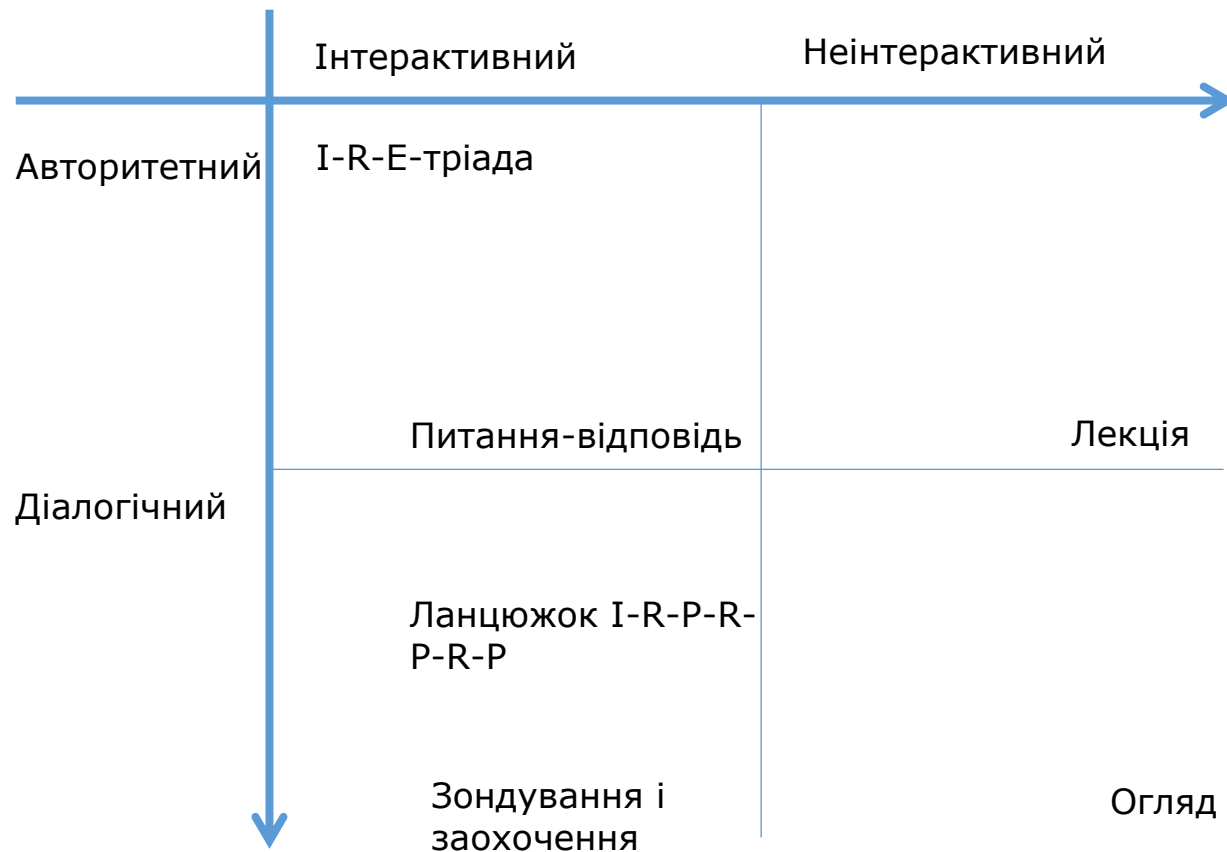 Інтерактивний
Неінтерактивний
Авторитетний
I-R-E-тріада
Питання-відповідь
Лекція
Діалогічний
Ланцюжок I-R-P-R-
P-R-P
Зондування і
заохочення
Огляд